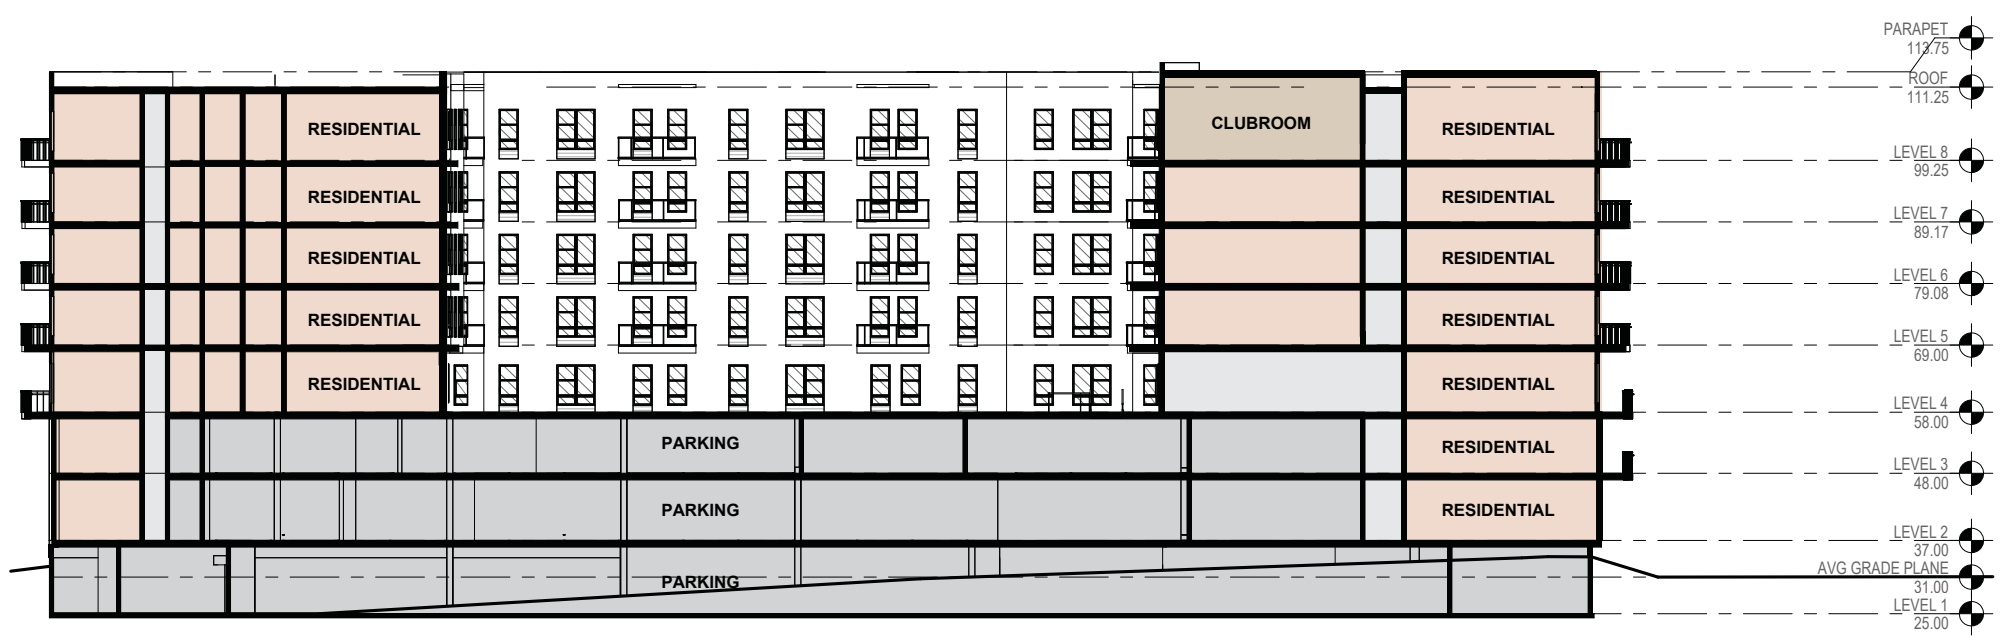 PARAPET
113.75
ROOF
111.25
RESIDENTIAL
CLUBROOM
RESIDENTIAL
LEVEL 8
99.25
RESIDENTIAL
RESIDENTIAL
LEVEL 7
89.17
RESIDENTIAL
RESIDENTIAL
LEVEL 6
79.08
RESIDENTIAL
RESIDENTIAL
LEVEL 5
69.00
RESIDENTIAL
RESIDENTIAL
LEVEL 4
58.00
PARKING
RESIDENTIAL
LEVEL 3
48.00
PARKING
RESIDENTIAL
LEVEL 2
37.00
AVG GRADE PLANE
31.00
PARKING
LEVEL 1
25.00